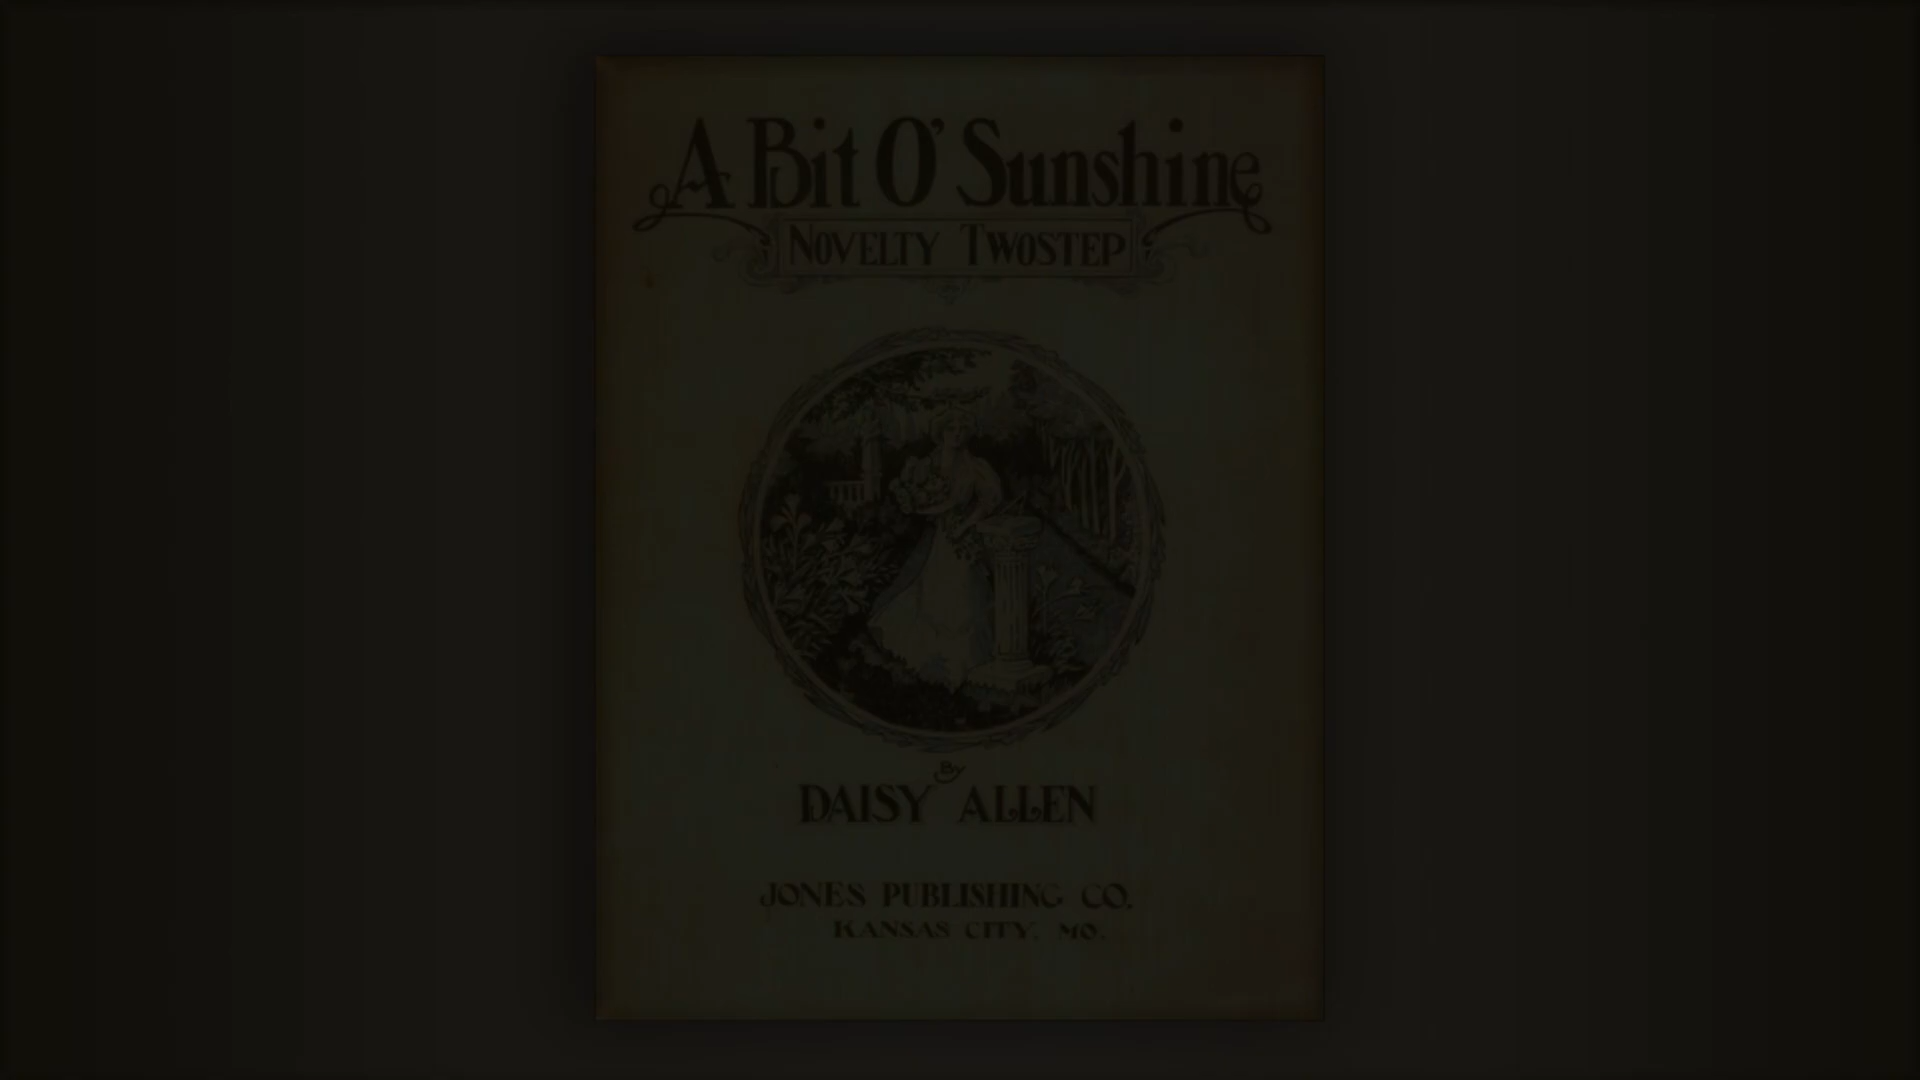 A Bit O' Sunshine
NOVELTY TWOSTEP
By
DAISY ALLEN
JONES PUBLISHING CO.
KANSAS CITY, MO.